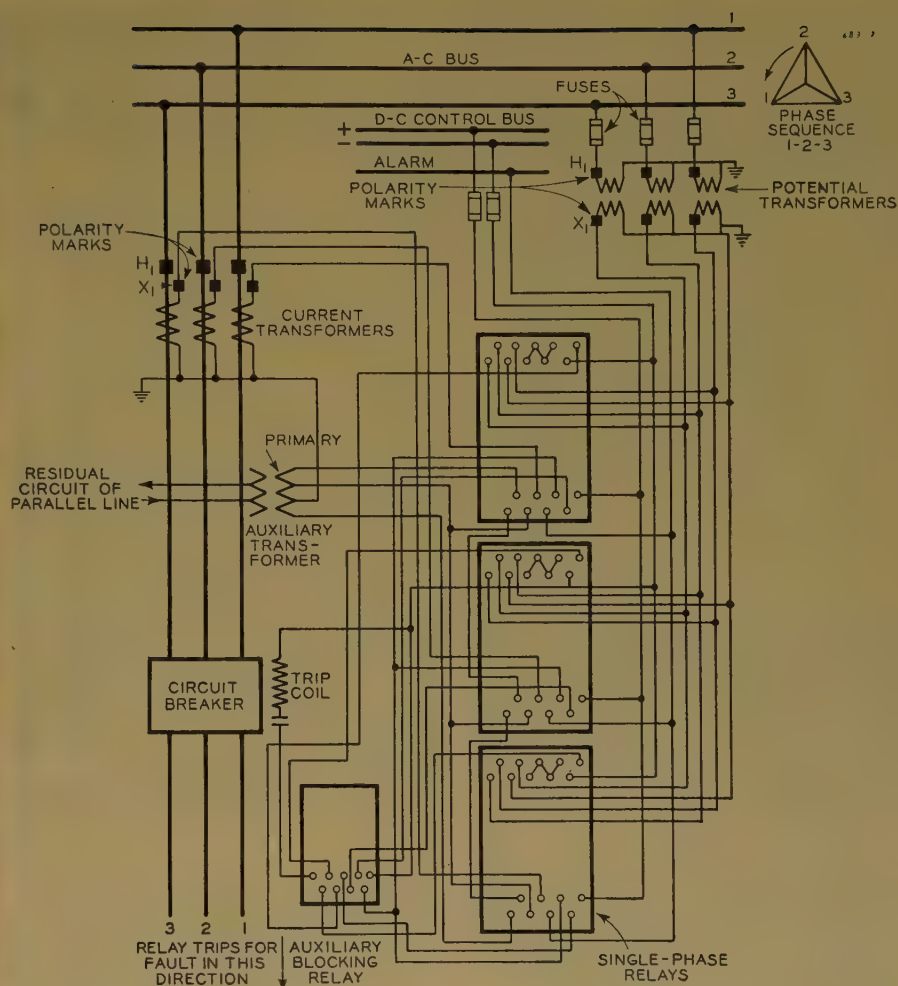 1
A-C BUS
2
3
2
1
3
PHASE
SEQUENCE
1-2-3
FUSES
D-C CONTROL BUS
+
−
ALARM
POLARITY
MARKS
H1
X1
POTENTIAL
TRANSFORMERS
POLARITY
MARKS
H1
X1
CURRENT
TRANSFORMERS
PRIMARY
RESIDUAL
CIRCUIT OF
PARALLEL LINE
AUXILIARY
TRANS-
FORMER
CIRCUIT
BREAKER
TRIP
COIL
3 2 1
RELAY TRIPS FOR
FAULT IN THIS
DIRECTION
AUXILIARY
BLOCKING
RELAY
SINGLE-PHASE
RELAYS